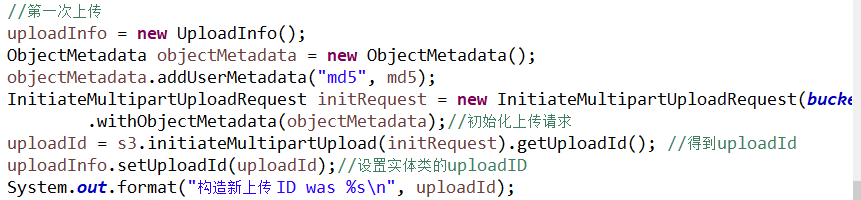 //第一次上传
uploadInfo = new UploadInfo();
ObjectMetadata objectMetadata = new ObjectMetadata();
objectMetadata.addUserMetadata("md5", md5);
InitiateMultipartUploadRequest initRequest = new InitiateMultipartUploadRequest(bucke
.withObjectMetadata(objectMetadata);//初始化上传请求
uploadId = s3.initiateMultipartUpload(initRequest).getUploadId(); //得到uploadId
uploadInfo.setUploadId(uploadId);//设置实体类的uploadID
System.out.format("构造新上传 ID was %s\n", uploadId);